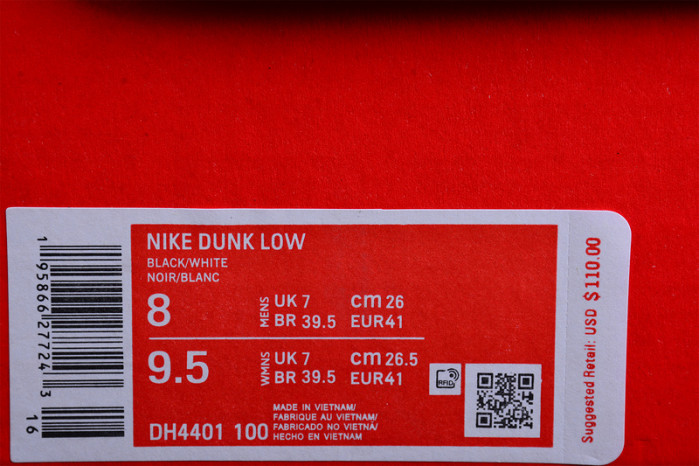 NIKE DUNK LOW
BLACK/WHITE
NOIR/BLANC
8 MENS UK 7 cm 26
BR 39.5 EUR41
9.5 WMNS UK 7 cm 26.5
BR 39.5 EUR41
RFID
MADE IN VIETNAM/
FABRIQUE AU VIETNAM/
FABRICADO NO VIETNÁ/
HECHO EN VIETNAM
DH4401 100
1 95866 27724 3
16
Suggested Retail: USD $110.00